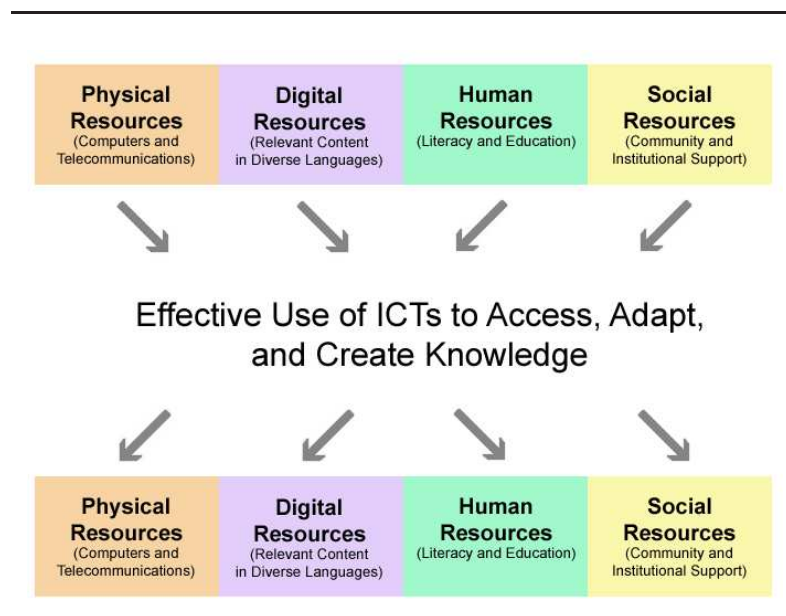 Physical
Resources
(Computers and
Telecommunications)
Digital
Resources
(Relevant Content
in Diverse Languages)
Human
Resources
(Literacy and Education)
Social
Resources
(Community and
Institutional Support)
Effective Use of ICTs to Access, Adapt,
and Create Knowledge
Physical
Resources
(Computers and
Telecommunications)
Digital
Resources
(Relevant Content
in Diverse Languages)
Human
Resources
(Literacy and Education)
Social
Resources
(Community and
Institutional Support)